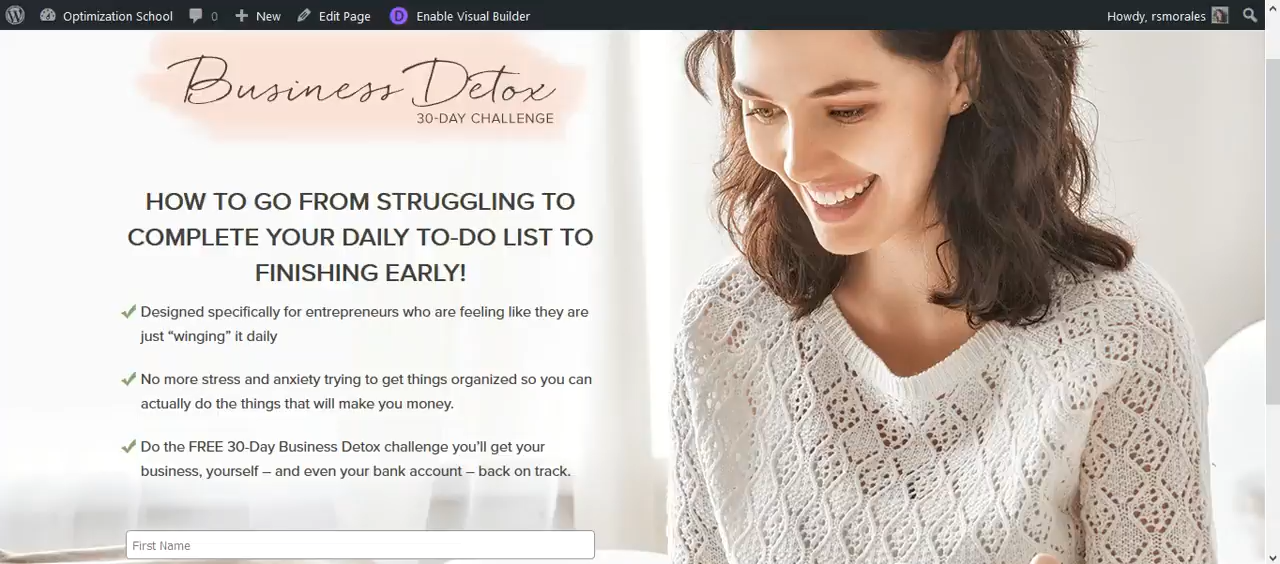 Optimization School 0 New Edit Page D Enable Visual Builder Howdy, rsmorales
Business Detox
30-DAY CHALLENGE
HOW TO GO FROM STRUGGLING TO
COMPLETE YOUR DAILY TO-DO LIST TO
FINISHING EARLY!
Designed specifically for entrepreneurs who are feeling like they are
just “winging” it daily
No more stress and anxiety trying to get things organized so you can
actually do the things that will make you money.
Do the FREE 30-Day Business Detox challenge you’ll get your
business, yourself – and even your bank account – back on track.
First Name